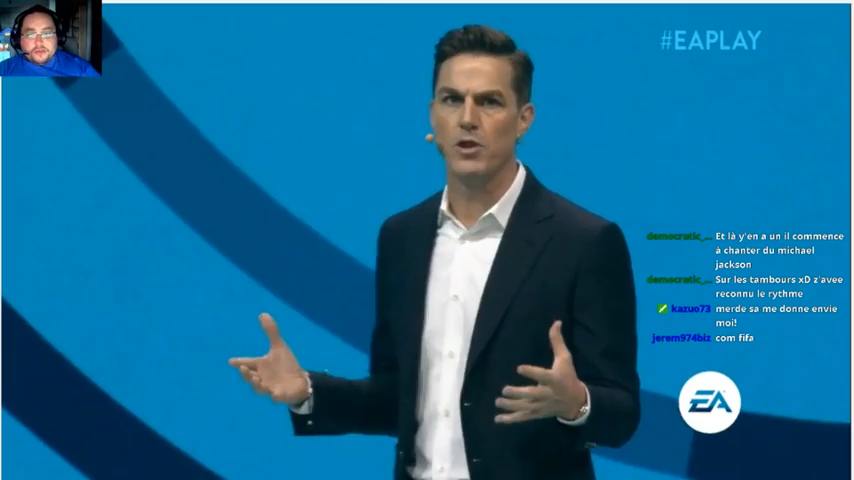 #EAPLAY
democratic_... Et là y'en a un il commence
à chanter du michael
jackson
democratic_... Sur les tambours xD z'avee
reconnu le rythme
kazuo73 merde sa me donne envie
moi!
jerem974biz com fifa
EA